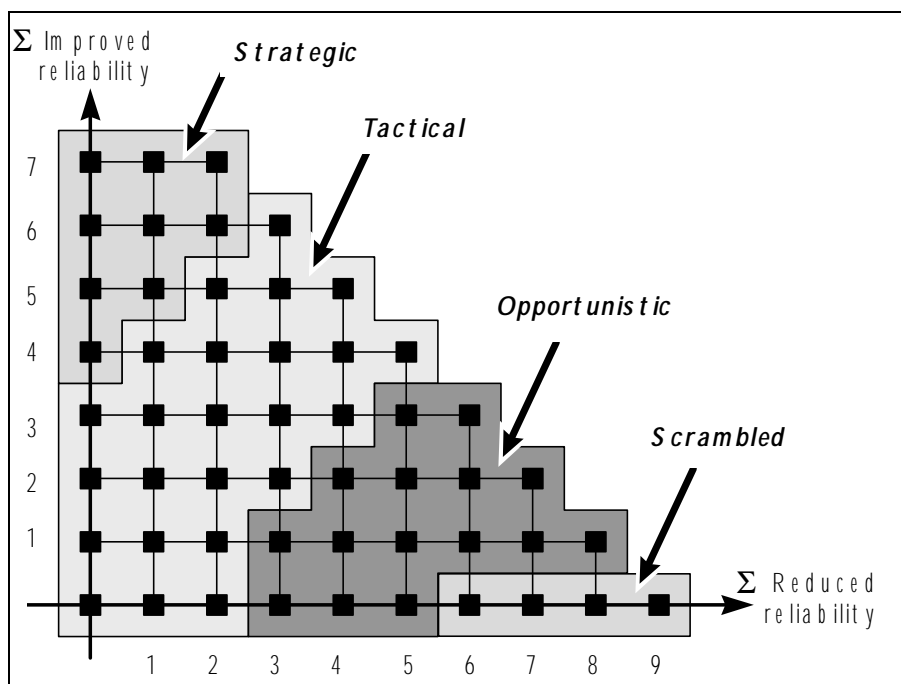 Σ Improved
reliability
Strategic
Tactical
7
6
5
Opportunistic
4
3
Scrambled
2
1
Σ Reduced
reliability
1 2 3 4 5 6 7 8 9